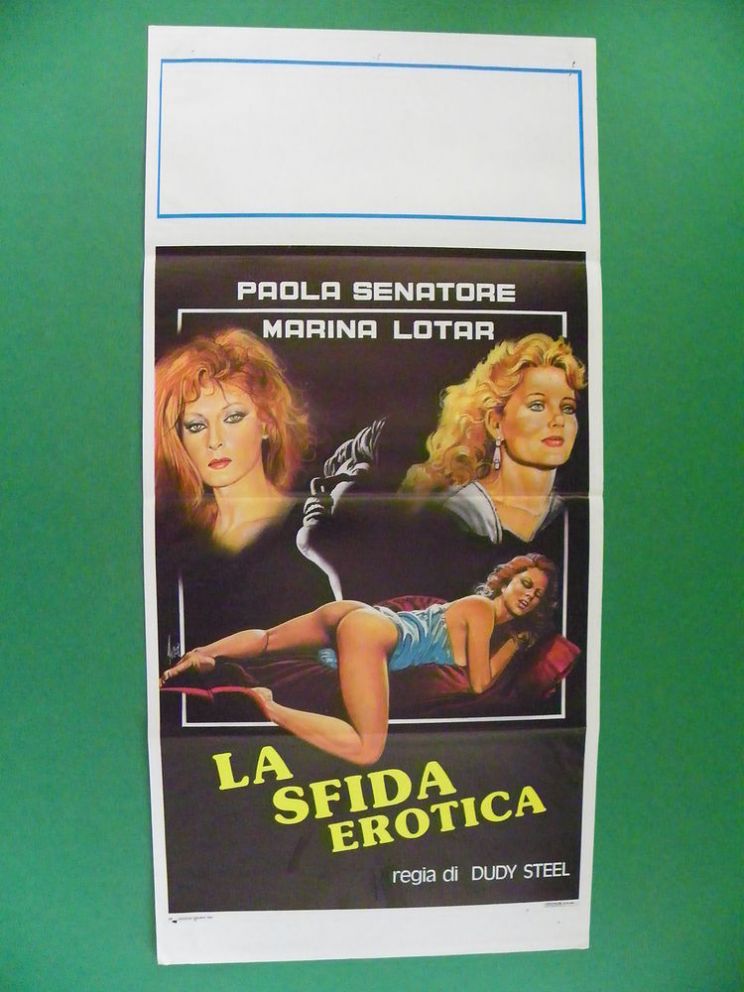 PAOLA SENATORE
MARINA LOTAR
LA
SFIDA
EROTICA
regia di DUDY STEEL